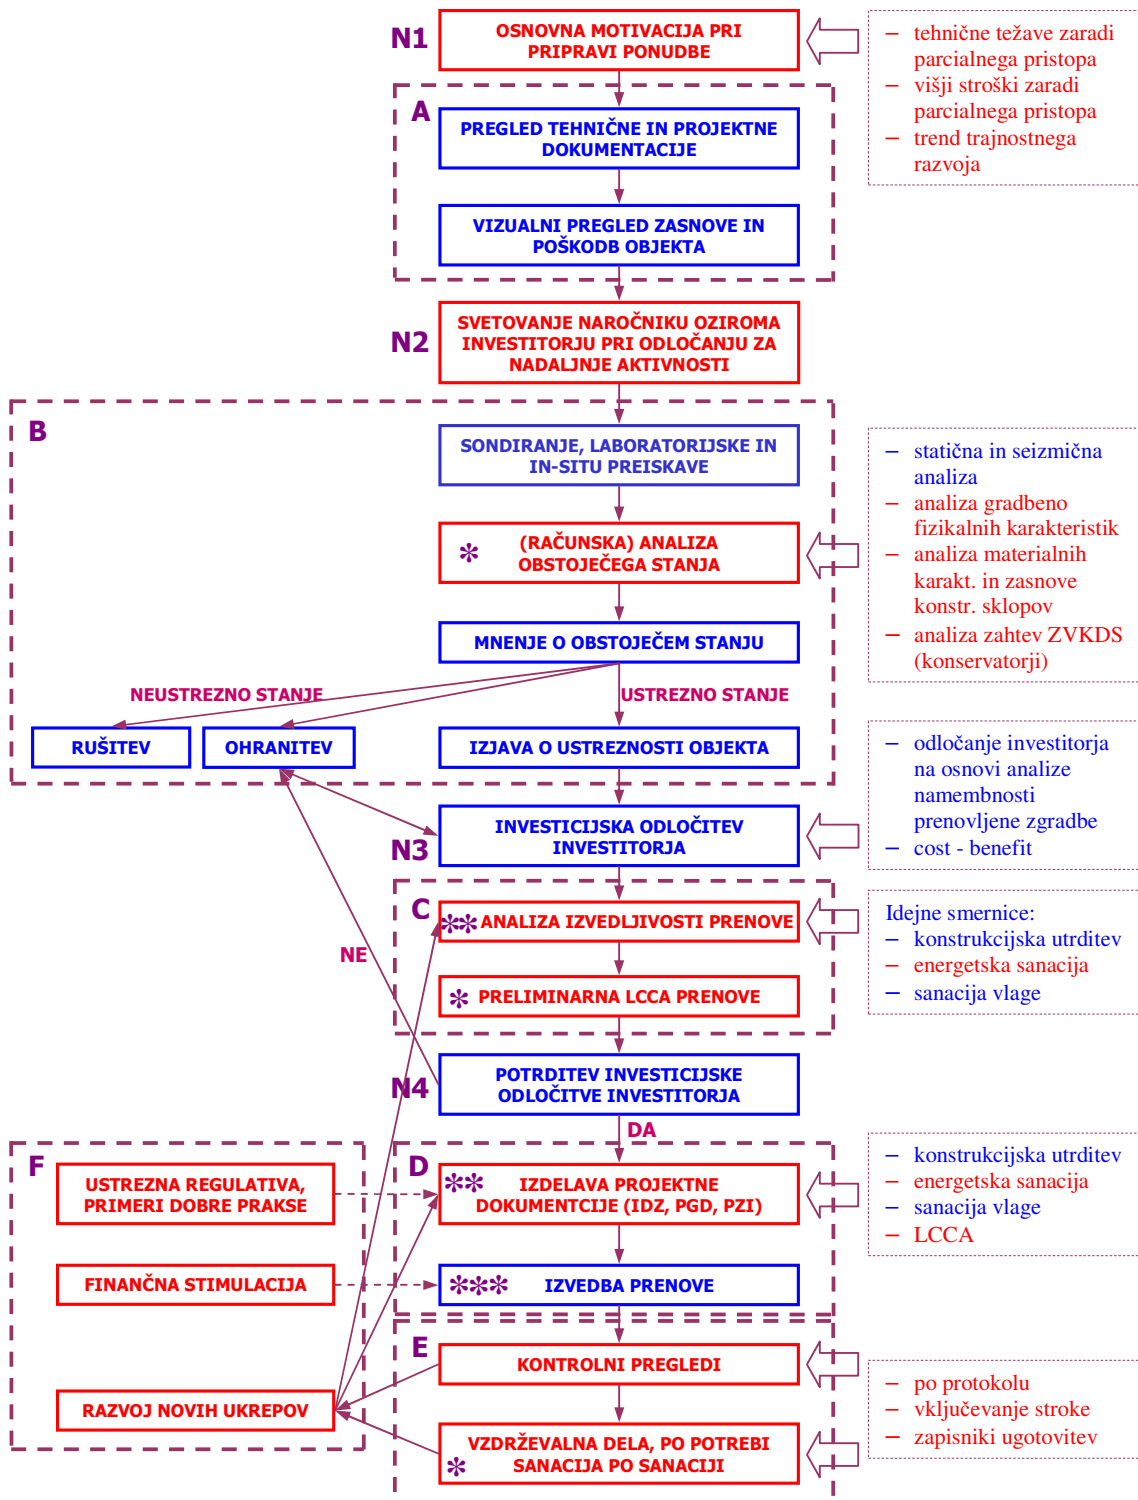 N1
OSNOVNA MOTIVACIJA PRI
PRIPRAVI PONUDBE
– tehnične težave zaradi
parcialnega pristopa
– višji stroški zaradi
parcialnega pristopa
– trend trajnostnega
razvoja
A
PREGLED TEHNIČNE IN PROJEKTNE
DOKUMENTACIJE
VIZUALNI PREGLED ZASNOVE IN
POŠKODB OBJEKTA
N2
SVETOVANJE NAROČNIKU OZIROMA
INVESTITORJU PRI ODLOČANJU ZA
NADALJNJE AKTIVNOSTI
B
SONDIRANJE, LABORATORIJSKE IN
IN-SITU PREISKAVE
– statična in seizmična
analiza
– analiza gradbeno
fizikalnih karakteristik
– analiza materialnih
karakt. in zasnove
konstr. sklopov
– analiza zahtev ZVKDS
(konservatorji)
* (RAČUNSKA) ANALIZA
OBSTOJEČEGA STANJA
MNENJE O OBSTOJEČEM STANJU
NEUSTREZNO STANJE
USTREZNO STANJE
RUŠITEV
OHRANITEV
IZJAVA O USTREZNOSTI OBJEKTA
– odločanje investitorja
na osnovi analize
namembnosti
prenovljene zgradbe
– cost - benefit
N3
INVESTICIJSKA ODLOČITEV
INVESTITORJA
C
** ANALIZA IZVEDLJIVOSTI PRENOVE
Idejne smernice:
– konstrukcijska utrditev
– energetska sanacija
– sanacija vlage
NE
* PRELIMINARNA LCCA PRENOVE
N4
POTRDITEV INVESTICIJSKE
ODLOČITVE INVESTITORJA
DA
F
USTREZNA REGULATIVA,
PRIMERI DOBRE PRAKSE
D
** IZDELAVA PROJEKTNE
DOKUMENTCIJE (IDZ, PGD, PZI)
– konstrukcijska utrditev
– energetska sanacija
– sanacija vlage
– LCCA
FINANČNA STIMULACIJA
*** IZVEDBA PRENOVE
E
KONTROLNI PREGLEDI
– po protokolu
– vključevanje stroke
– zapisniki ugotovitev
RAZVOJ NOVIH UKREPOV
VZDRŽEVALNA DELA, PO POTREBI
* SANACIJA PO SANACIJI